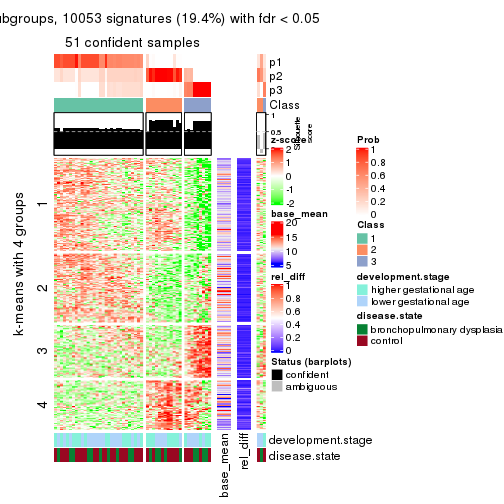 ubgroups, 10053 signatures (19.4%) with fdr < 0.05
51 confident samples
p1
p2
p3
Class
1
0.5
0
Silhouette
score
k-means with 4 groups
1
2
3
4
base_mean
rel_diff
development.stage
disease.state
z-score
2
1
0
-1
-2
base_mean
20
15
10
5
rel_diff
1
0.8
0.6
0.4
0.2
0
Status (barplots)
confident
ambiguous
Prob
1
0.8
0.6
0.4
0.2
0
Class
1
2
3
development.stage
higher gestational age
lower gestational age
disease.state
bronchopulmonary dysplasia
control